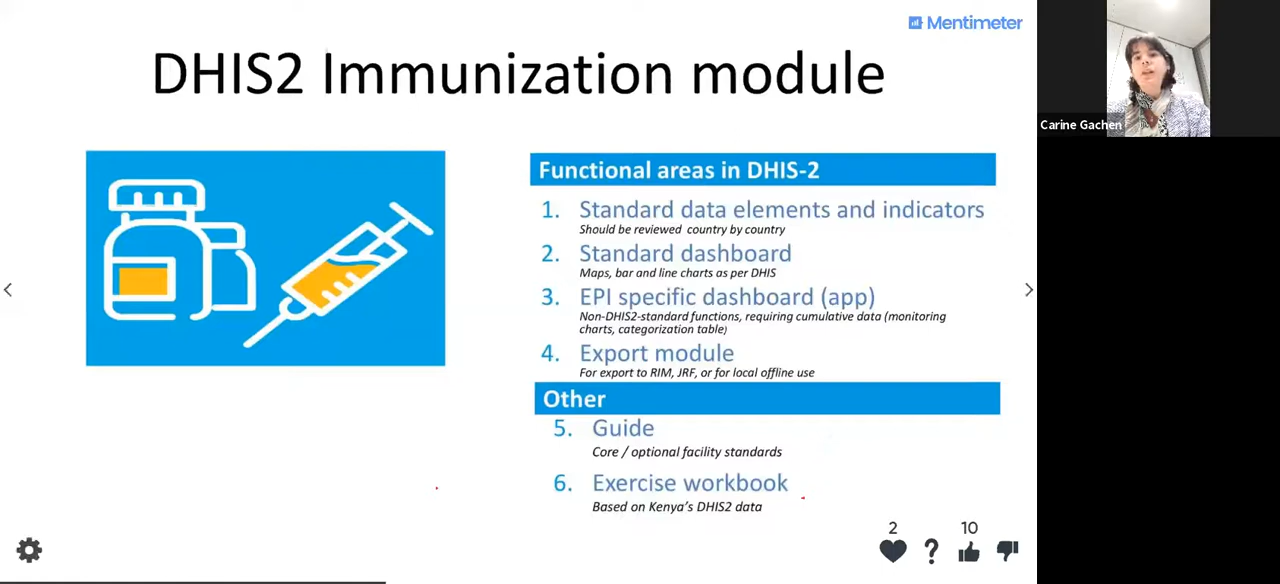 Mentimeter
DHIS2 Immunization module
Carine Gachen
Functional areas in DHIS-2
1. Standard data elements and indicators
Should be reviewed country by country
2. Standard dashboard
Maps, bar and line charts as per DHIS
3. EPI specific dashboard (app)
Non-DHIS2-standard functions, requiring cumulative data (monitoring
charts, categorization table)
4. Export module
For export to RIM, JRF, or for local offline use
Other
5. Guide
Core / optional facility standards
6. Exercise workbook
Based on Kenya's DHIS2 data
2
10